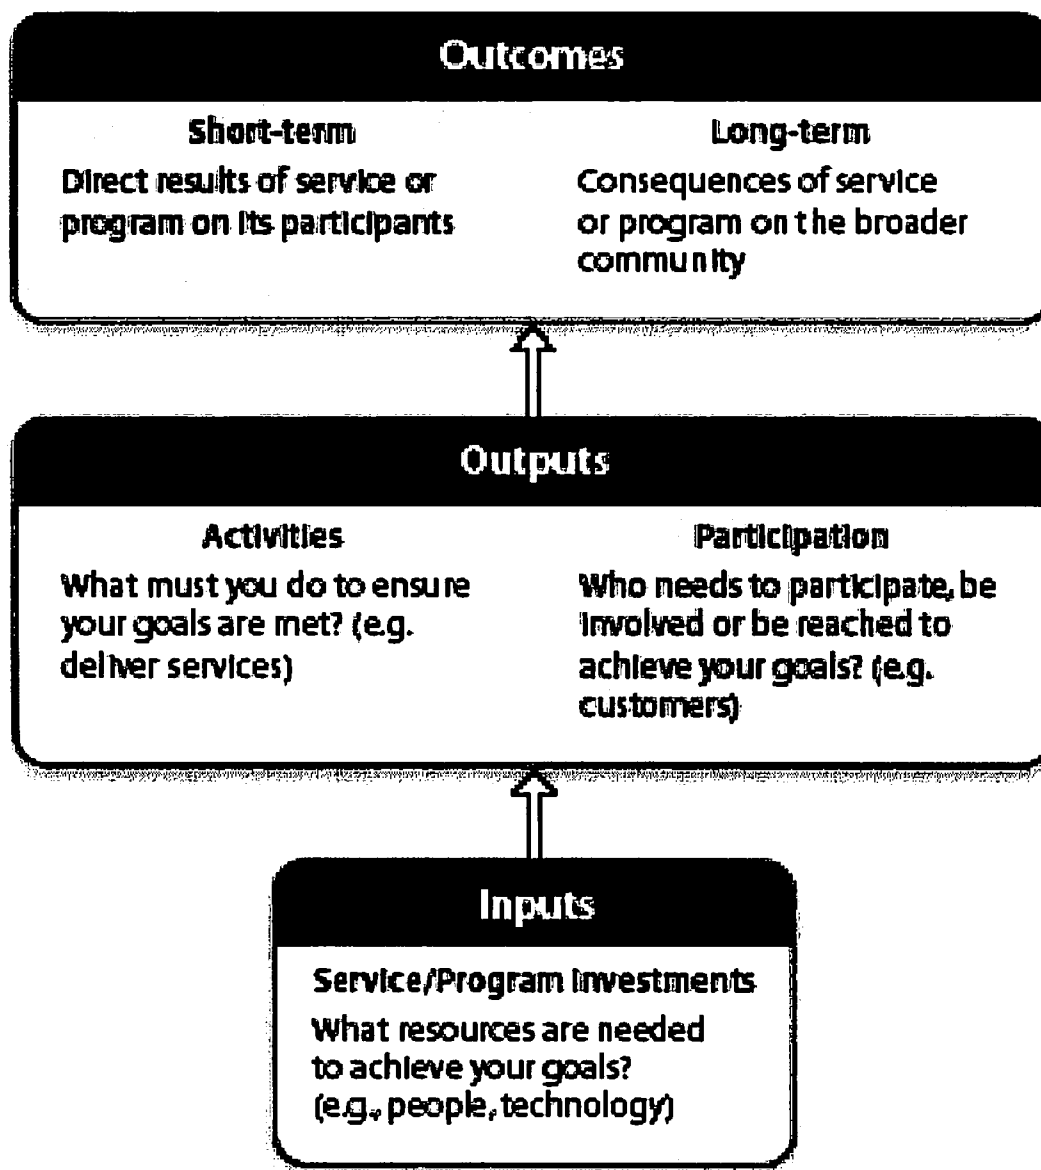 Outcomes
Short-term
Direct results of service or
program on its participants
Long-term
Consequences of service
or program on the broader
community
Outputs
Activities
What must you do to ensure
your goals are met? (e.g.
deliver services)
Participation
Who needs to participate, be
involved or be reached to
achieve your goals? (e.g.
customers)
Inputs
Service/Program Investments
What resources are needed
to achieve your goals?
(e.g., people, technology)